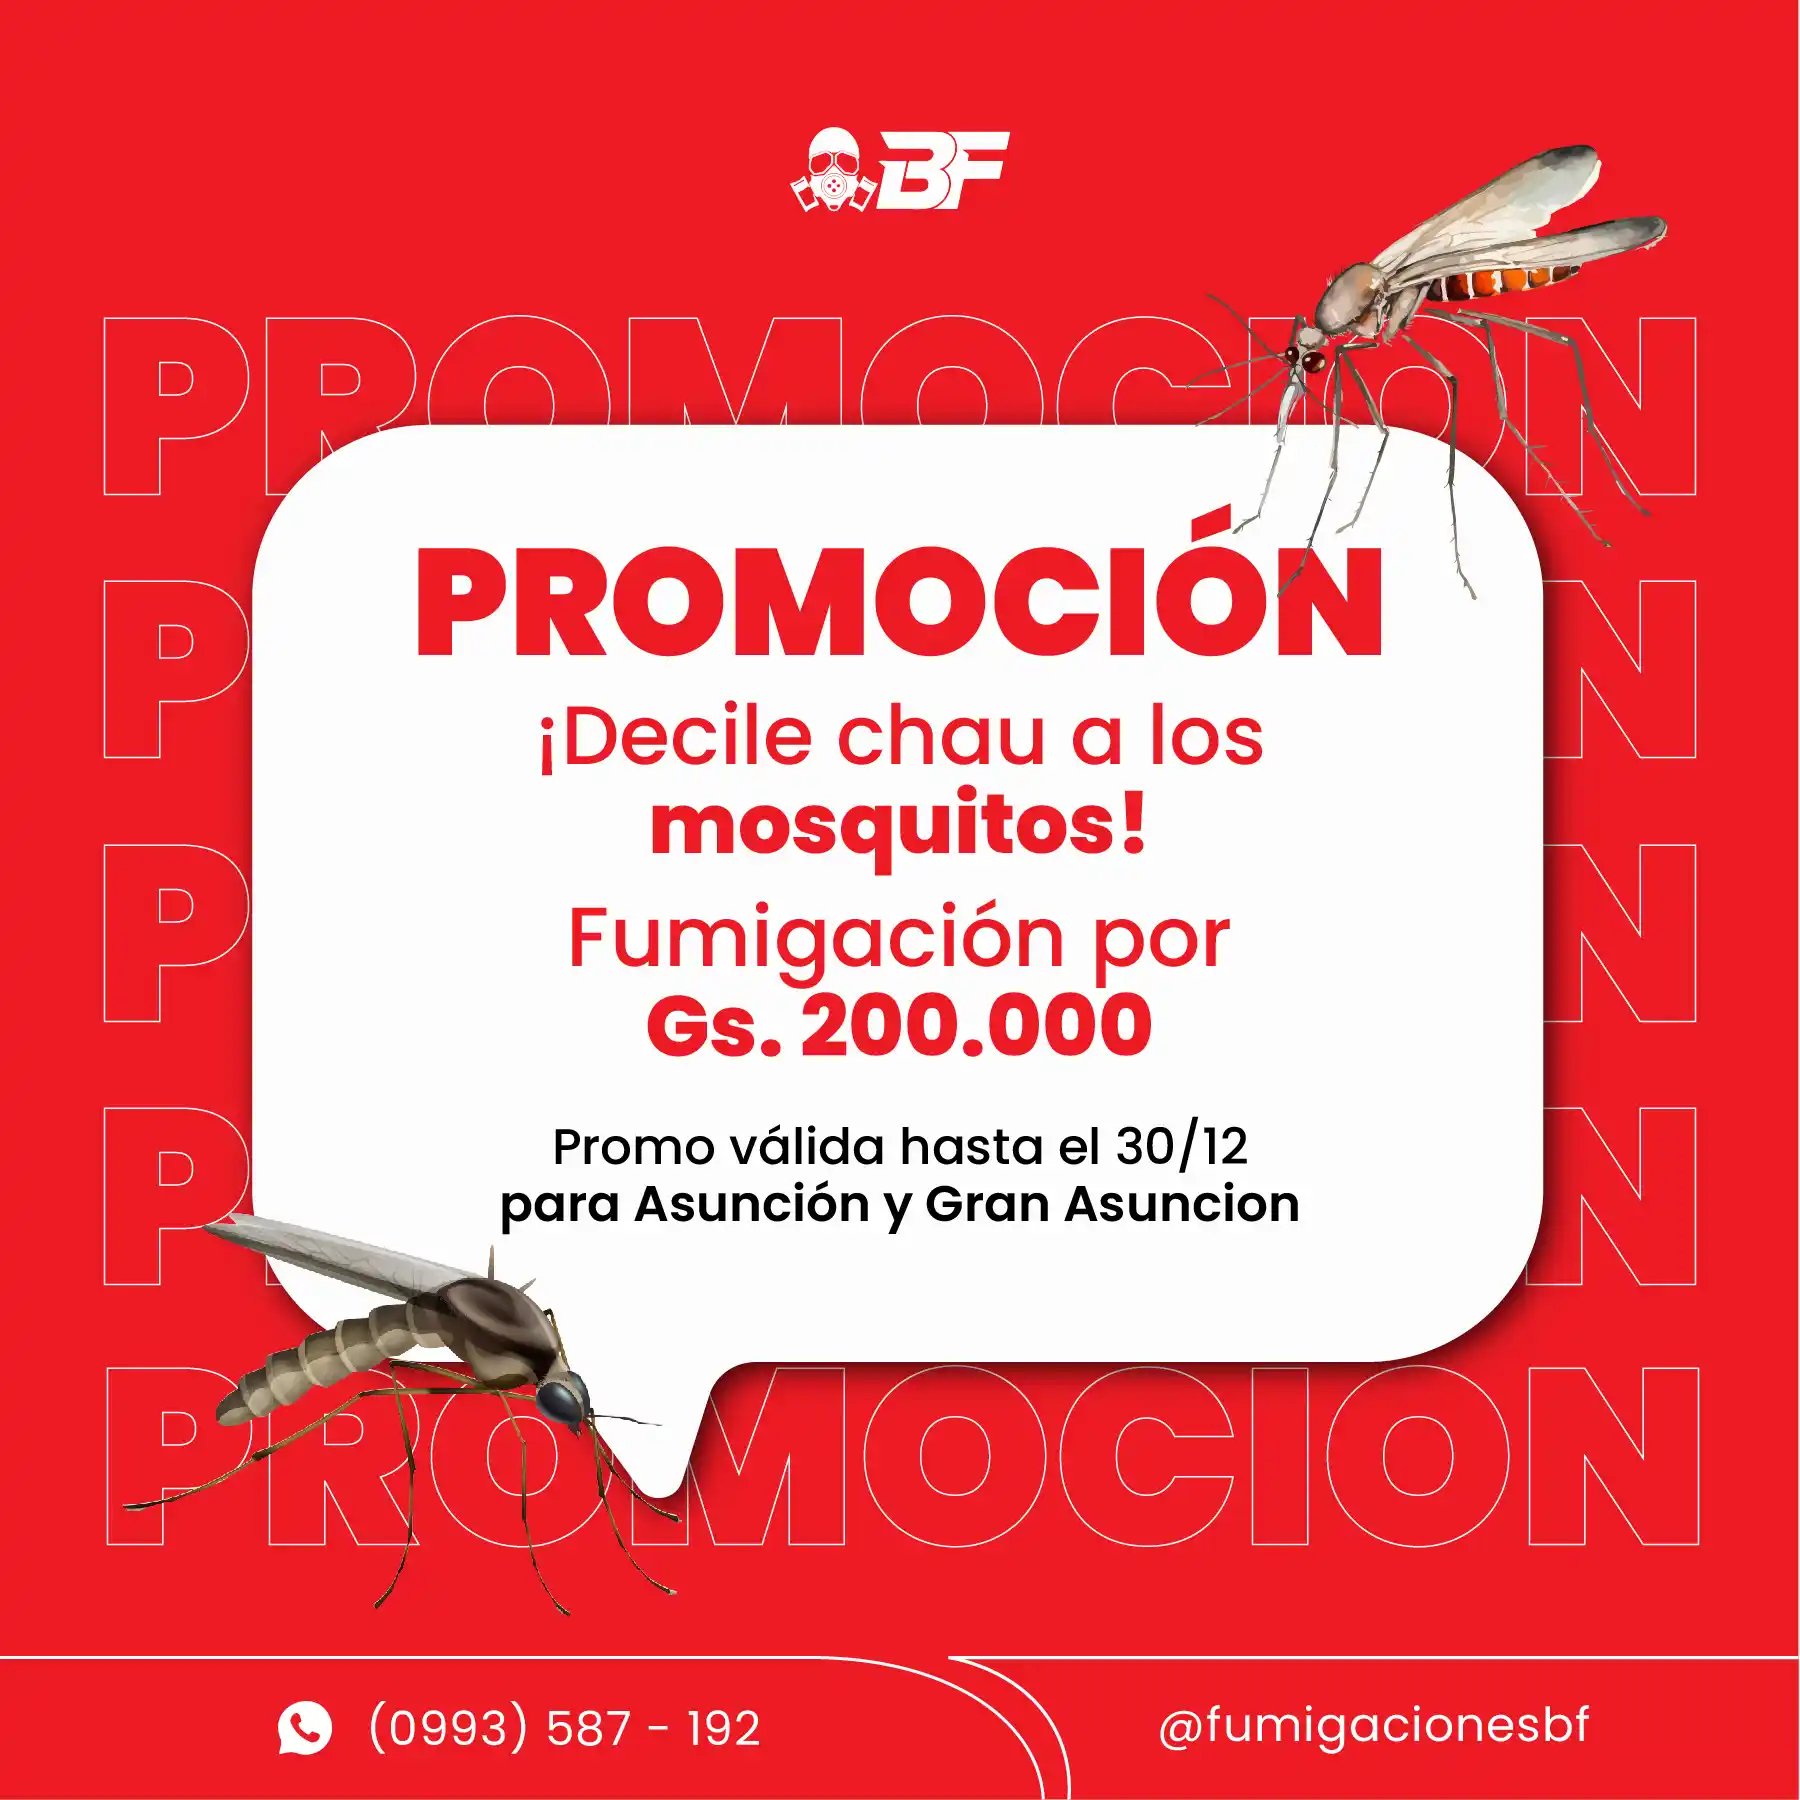 BF
PROMOCION
PROMOCIÓN
¡Decile chau a los
mosquitos!
Fumigación por
Gs. 200.000
Promo válida hasta el 30/12
para Asunción y Gran Asuncion
P N
P N
P N
PROMOCION
(0993) 587 - 192
@fumigacionesbf